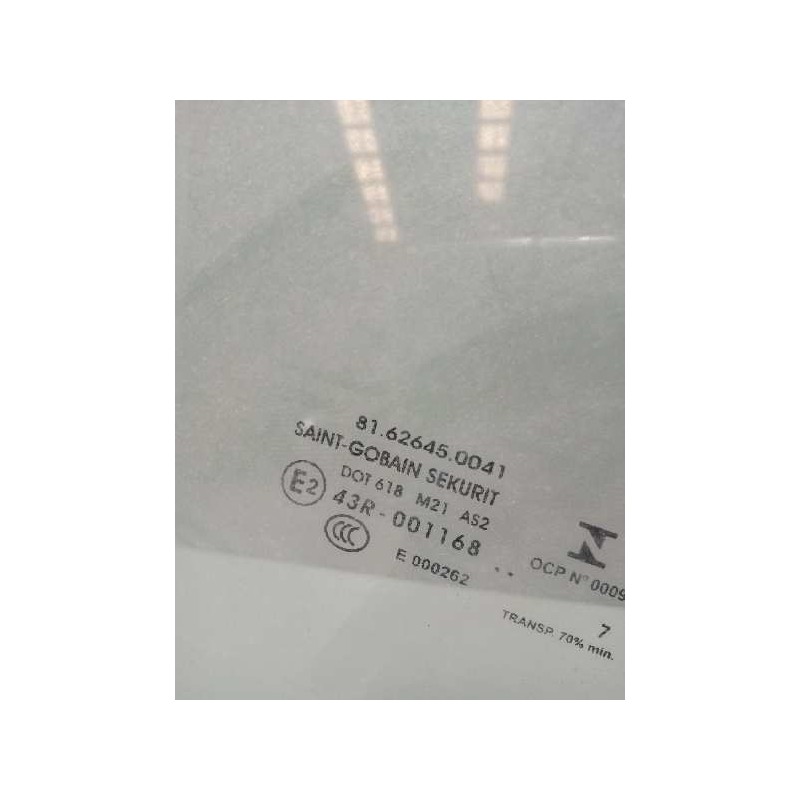 81.62645.0041
SAINT-GOBAIN SEKURIT
DOT 618 M21 AS2
E2 43R-001168
CCC E 000262 ..
OCP N° 0009
7
TRANSP. 70% min.